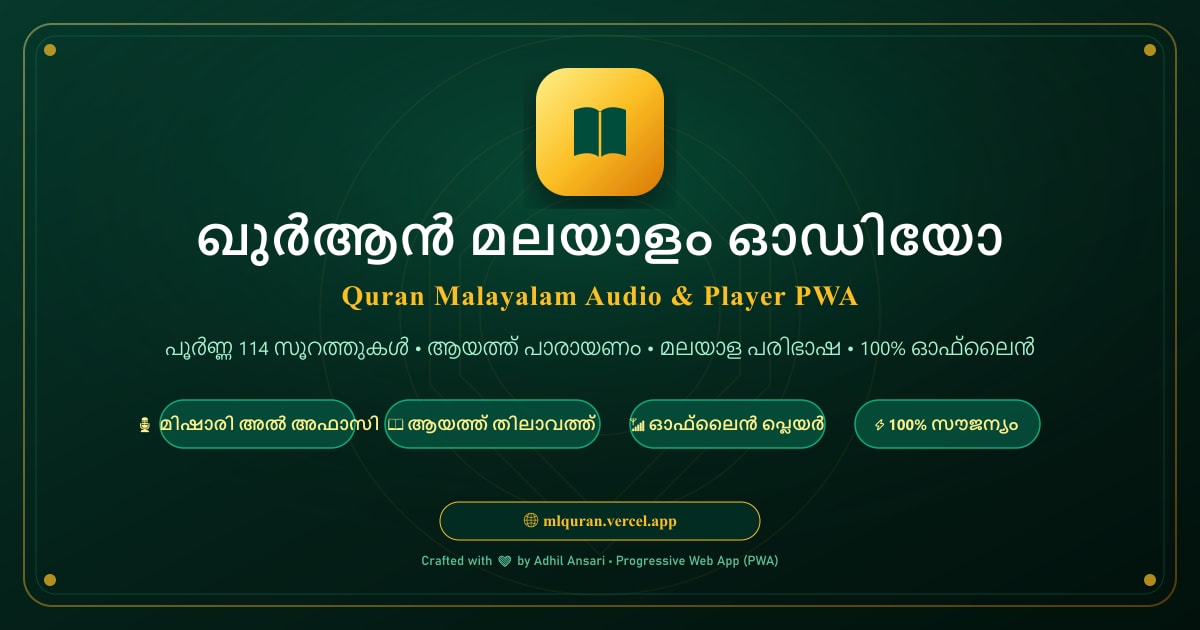 ഖുർആൻ മലയാളം ഓഡിയോ
Quran Malayalam Audio & Player PWA
പൂർണ്ണ 114 സൂറത്തുകൾ • ആയത്ത് പാരായണം • മലയാള പരിഭാഷ • 100% ഓഫ്‌ലൈൻ
മിഷാരി അൽ അഫാസി
ആയത്ത് തിലാവത്ത്
ഓഫ്‌ലൈൻ പ്ലെയർ
100% സൗജന്യം
mlquran.vercel.app
Crafted with 💚 by Adhil Ansari • Progressive Web App (PWA)